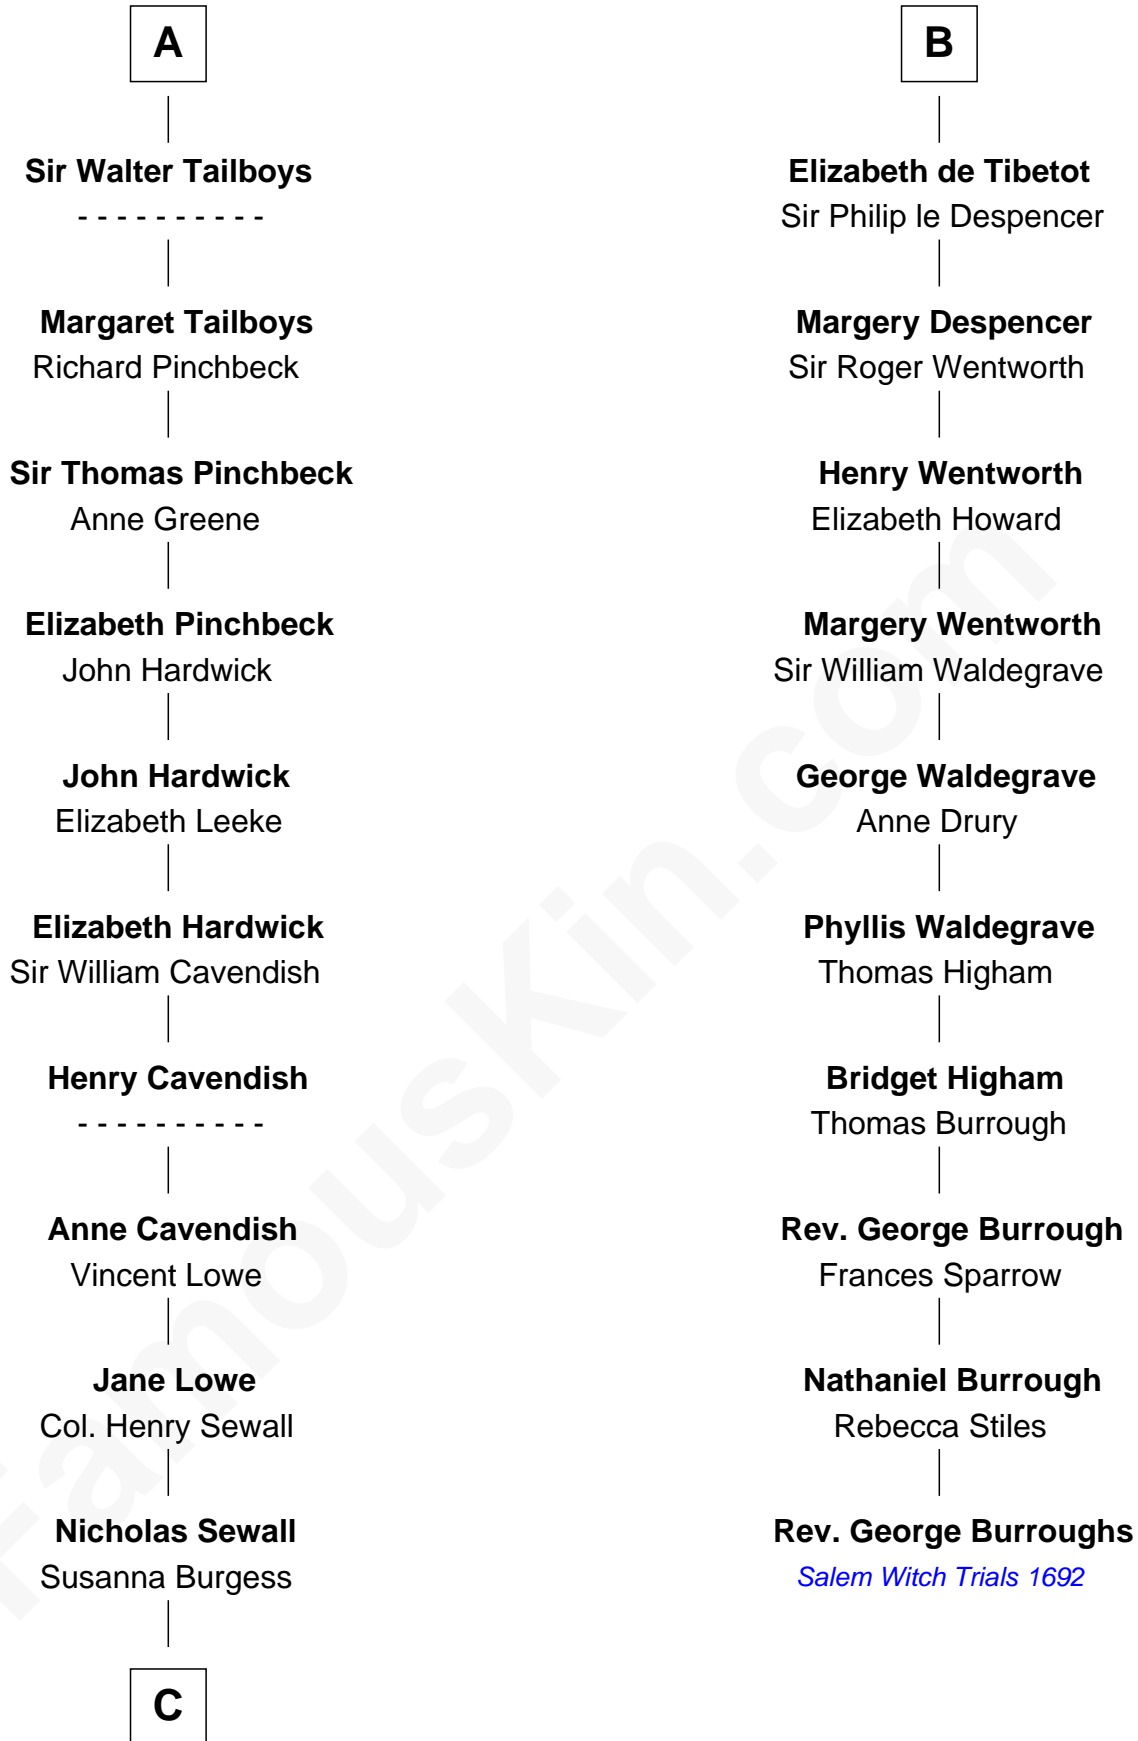 A
Sir Walter Tailboys
- - - - - - - - - -
Margaret Tailboys
Richard Pinchbeck
Sir Thomas Pinchbeck
Anne Greene
Elizabeth Pinchbeck
John Hardwick
John Hardwick
Elizabeth Leeke
Elizabeth Hardwick
Sir William Cavendish
Henry Cavendish
- - - - - - - - - -
Anne Cavendish
Vincent Lowe
Jane Lowe
Col. Henry Sewall
Nicholas Sewall
Susanna Burgess
C
B
Elizabeth de Tibetot
Sir Philip le Despencer
Margery Despencer
Sir Roger Wentworth
Henry Wentworth
Elizabeth Howard
Margery Wentworth
Sir William Waldegrave
George Waldegrave
Anne Drury
Phyllis Waldegrave
Thomas Higham
Bridget Higham
Thomas Burrough
Rev. George Burrough
Frances Sparrow
Nathaniel Burrough
Rebecca Stiles
Rev. George Burroughs
Salem Witch Trials 1692
FamousKin.com